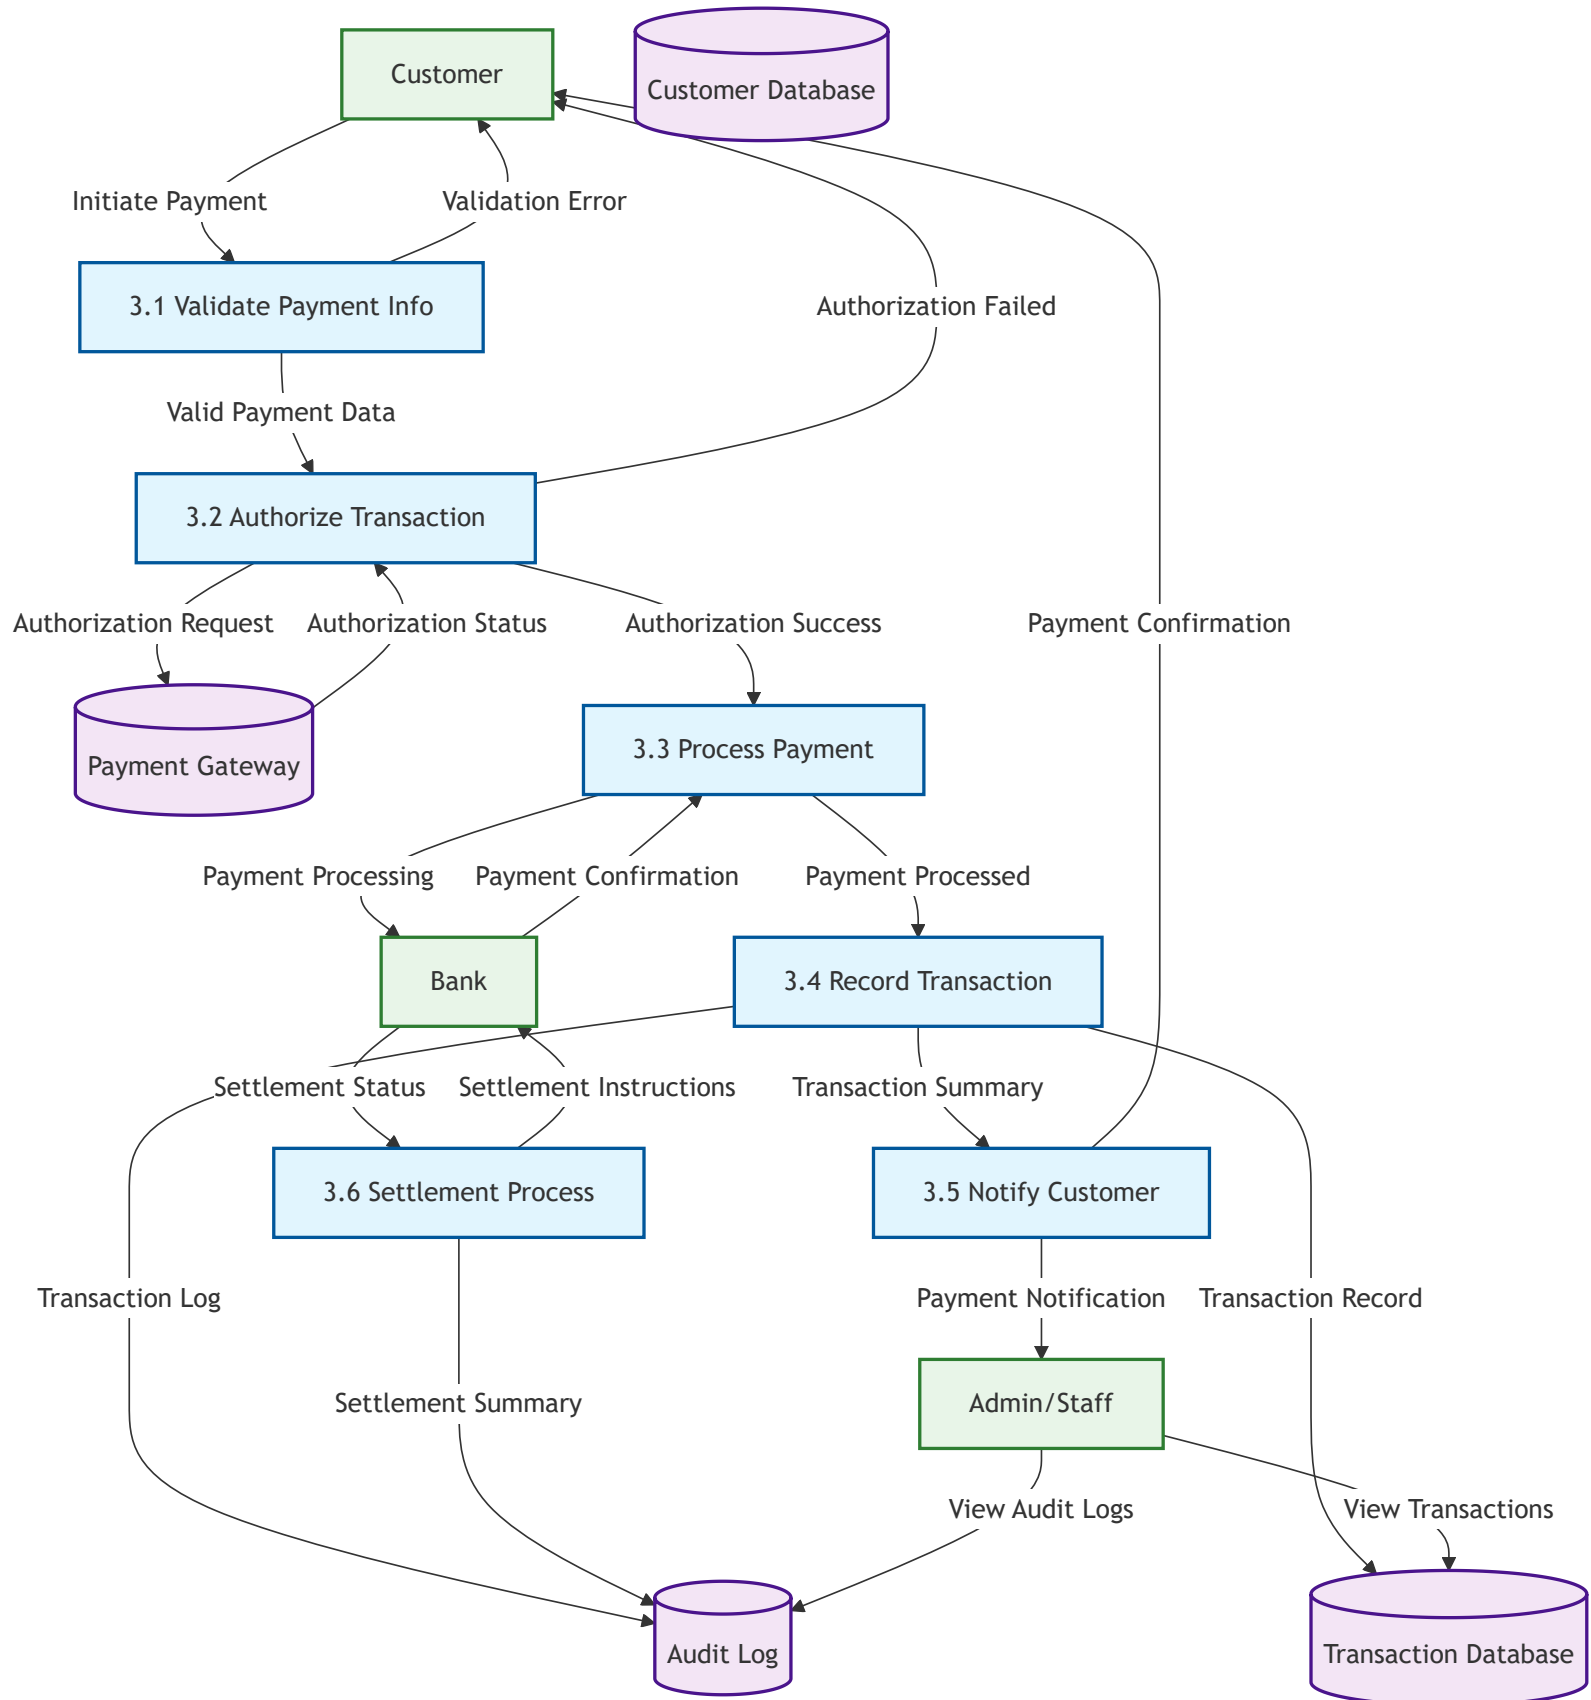 Customer
Customer Database
Initiate Payment
Validation Error
3.1 Validate Payment Info
Authorization Failed
Valid Payment Data
3.2 Authorize Transaction
Authorization Request
Authorization Status
Authorization Success
Payment Confirmation
3.3 Process Payment
Payment Gateway
Payment Processing
Payment Confirmation
Payment Processed
Bank
3.4 Record Transaction
Settlement Status
Settlement Instructions
Transaction Summary
3.6 Settlement Process
3.5 Notify Customer
Transaction Log
Payment Notification
Transaction Record
Settlement Summary
Admin/Staff
View Audit Logs
View Transactions
Audit Log
Transaction Database